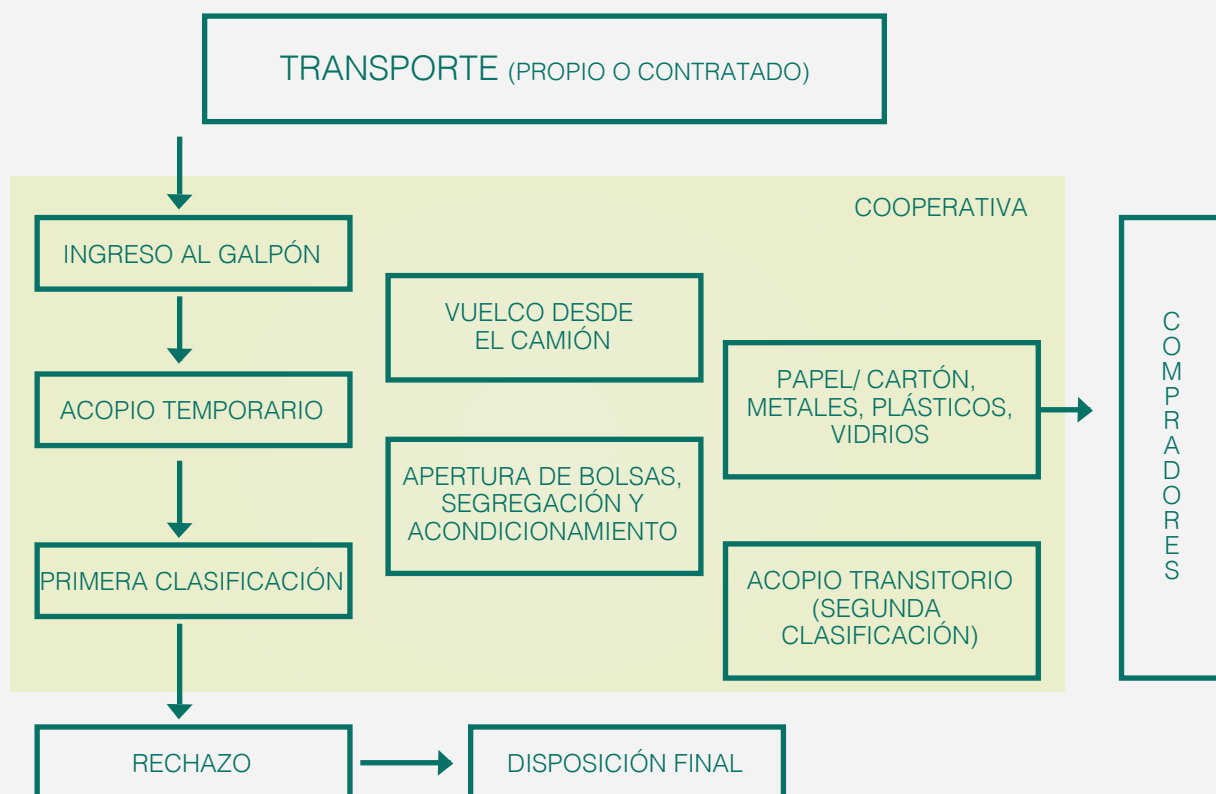 TRANSPORTE (PROPIO O CONTRATADO)
COOPERATIVA
INGRESO AL GALPÓN
VUELCO DESDE
EL CAMIÓN
PAPEL/ CARTÓN,
METALES, PLÁSTICOS,
VIDRIOS
ACOPIO TEMPORARIO
APERTURA DE BOLSAS,
SEGREGACIÓN Y
ACONDICIONAMIENTO
PRIMERA CLASIFICACIÓN
ACOPIO TRANSITORIO
(SEGUNDA
CLASIFICACIÓN)
COMPRADORES
RECHAZO
DISPOSICIÓN FINAL